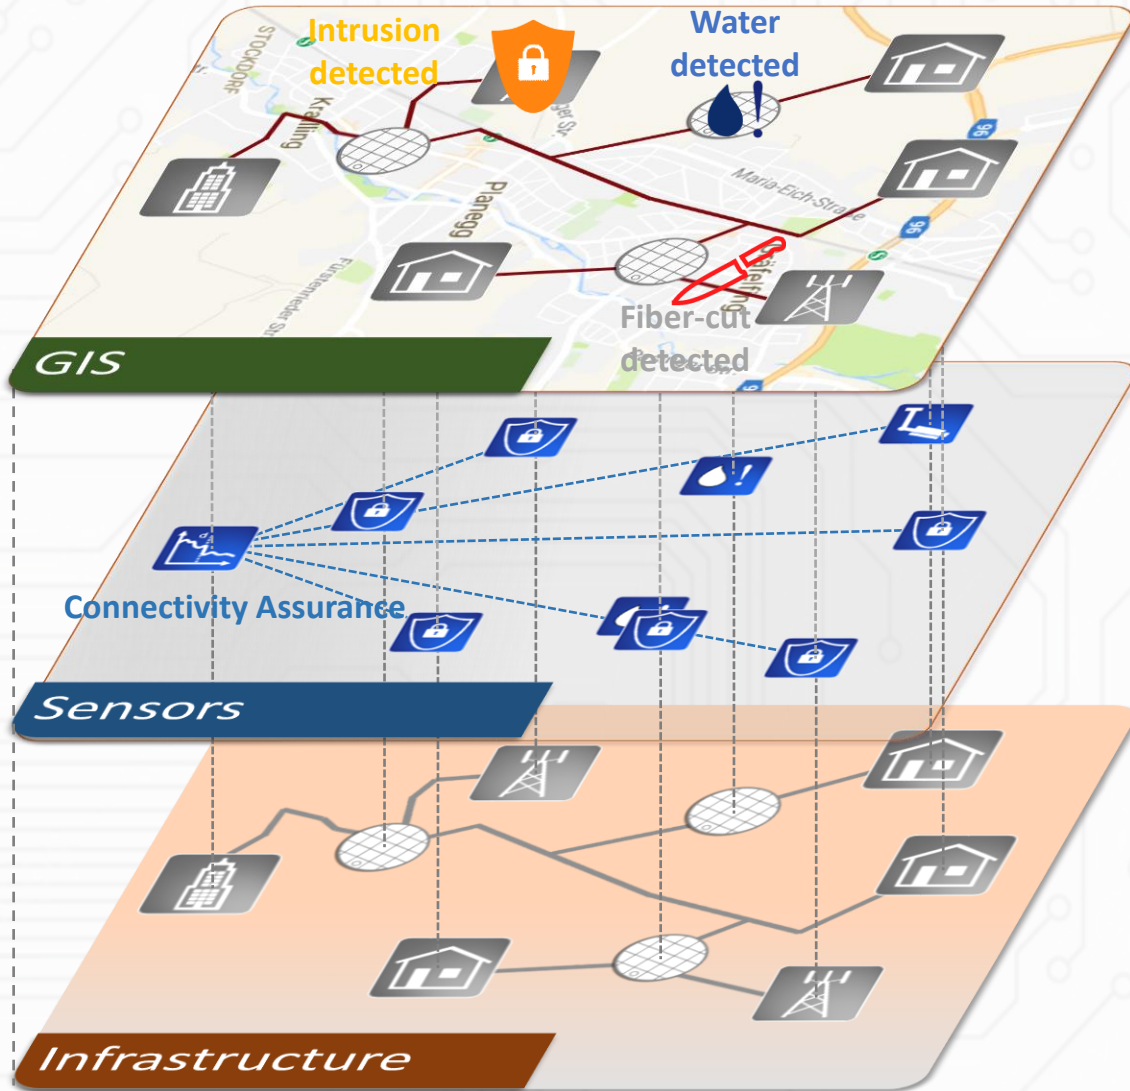 Intrusion
detected
Water
detected
STOCKDORF
Krailling
Planegg
Maria-Eich-Straße
96
96
Fiber-cut
detected
GIS
Connectivity Assurance
Sensors
Infrastructure